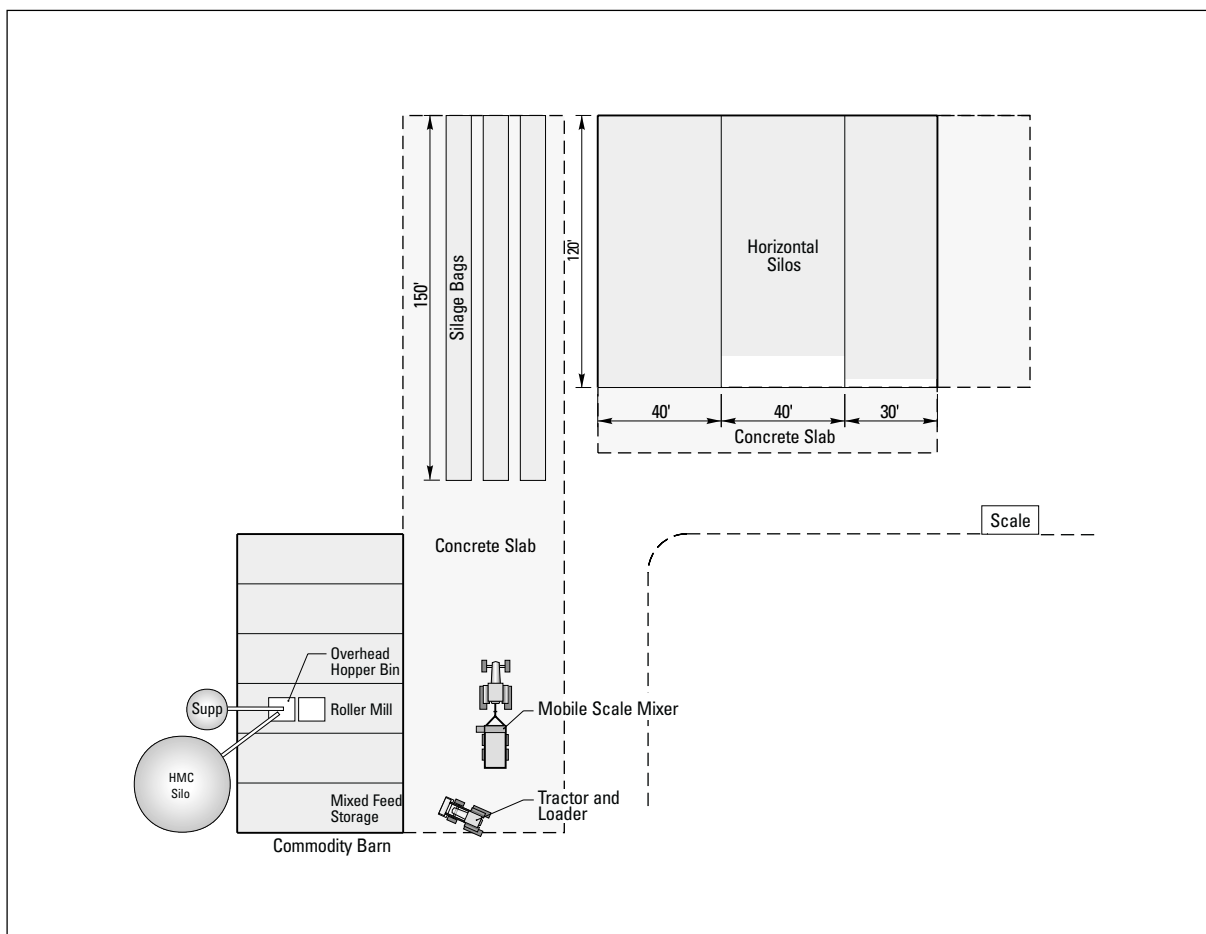 150'
Silage Bags
120'
Horizontal
Silos
40'
40'
30'
Concrete Slab
Scale
Concrete Slab
Overhead
Hopper Bin
Supp
Roller Mill
Mobile Scale Mixer
HMC
Silo
Mixed Feed
Storage
Tractor and
Loader
Commodity Barn